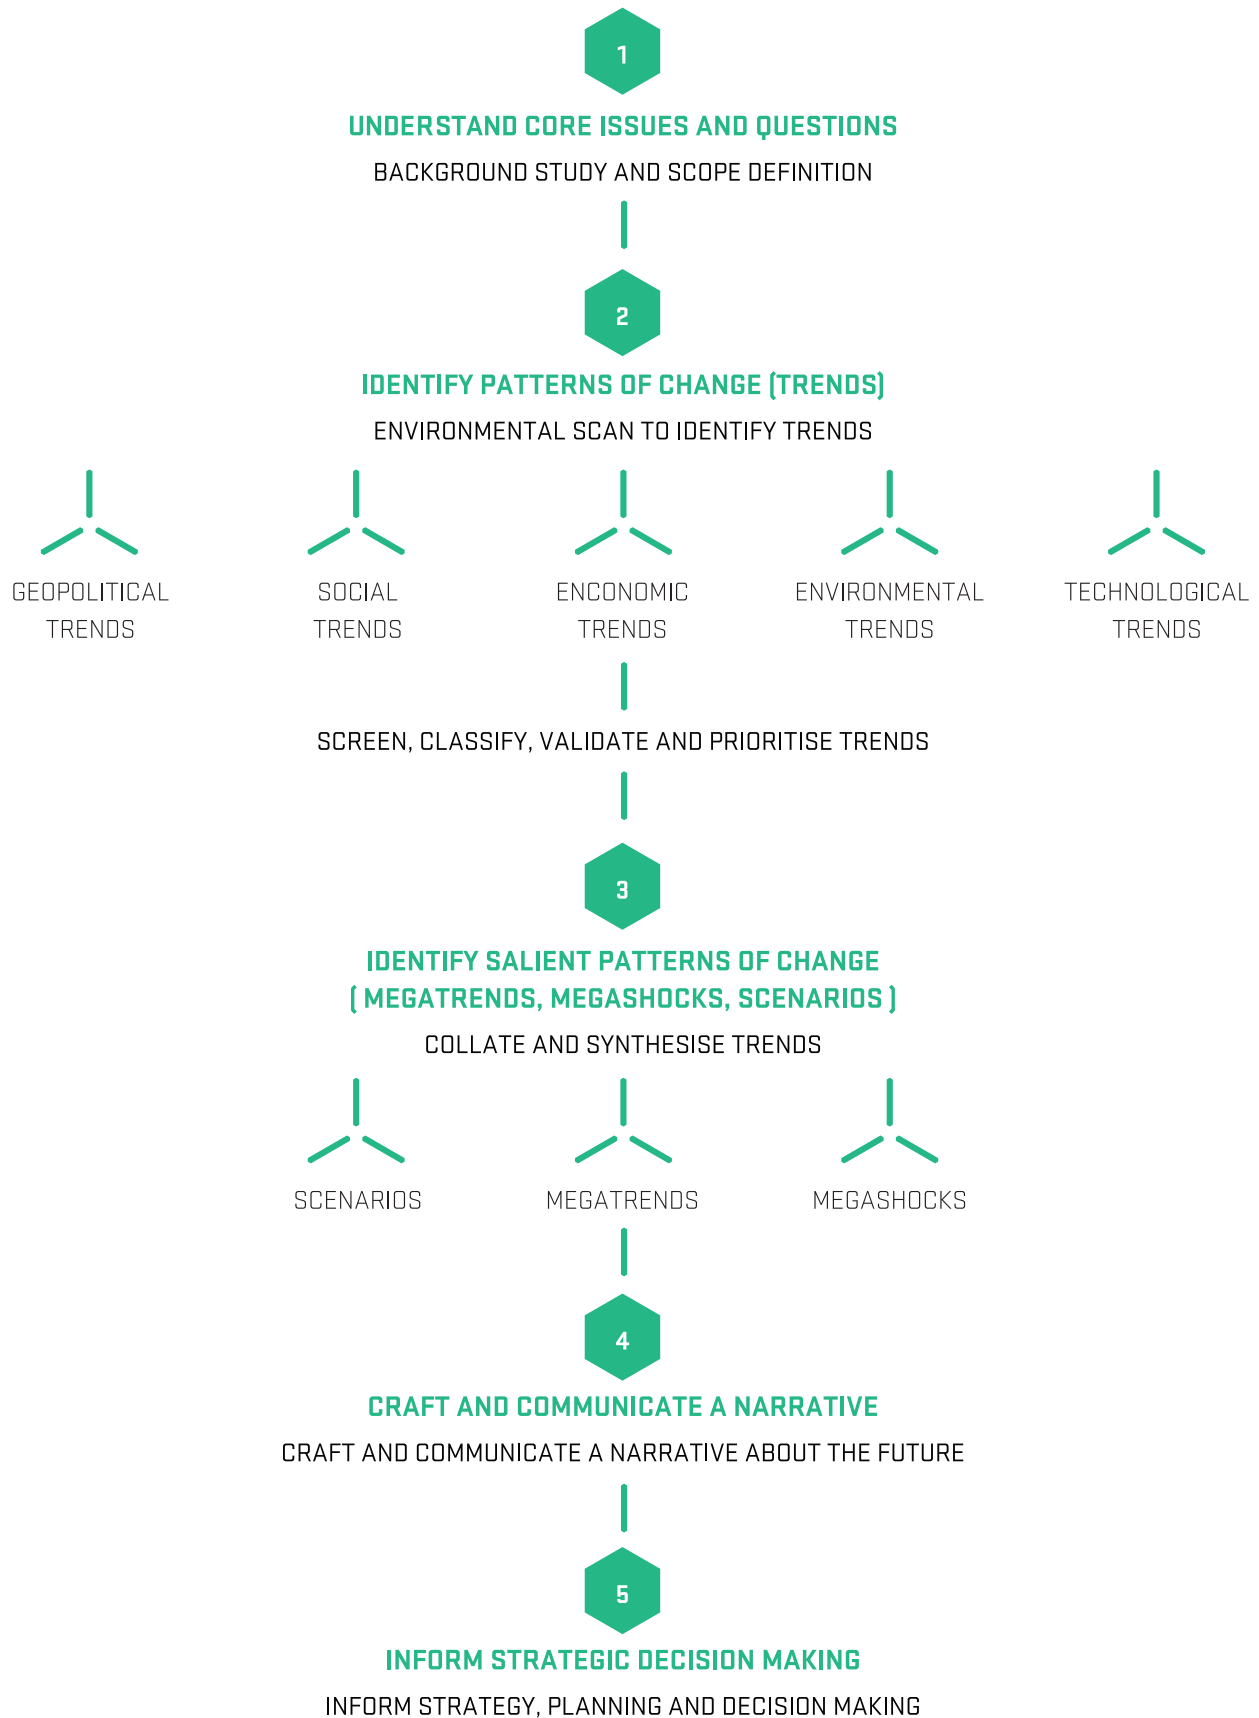 1
UNDERSTAND CORE ISSUES AND QUESTIONS
BACKGROUND STUDY AND SCOPE DEFINITION
2
IDENTIFY PATTERNS OF CHANGE (TRENDS)
ENVIRONMENTAL SCAN TO IDENTIFY TRENDS
GEOPOLITICAL
TRENDS
SOCIAL
TRENDS
ENCONOMIC
TRENDS
ENVIRONMENTAL
TRENDS
TECHNOLOGICAL
TRENDS
SCREEN, CLASSIFY, VALIDATE AND PRIORITISE TRENDS
3
IDENTIFY SALIENT PATTERNS OF CHANGE
( MEGATRENDS, MEGASHOCKS, SCENARIOS )
COLLATE AND SYNTHESISE TRENDS
SCENARIOS
MEGATRENDS
MEGASHOCKS
4
CRAFT AND COMMUNICATE A NARRATIVE
CRAFT AND COMMUNICATE A NARRATIVE ABOUT THE FUTURE
5
INFORM STRATEGIC DECISION MAKING
INFORM STRATEGY, PLANNING AND DECISION MAKING